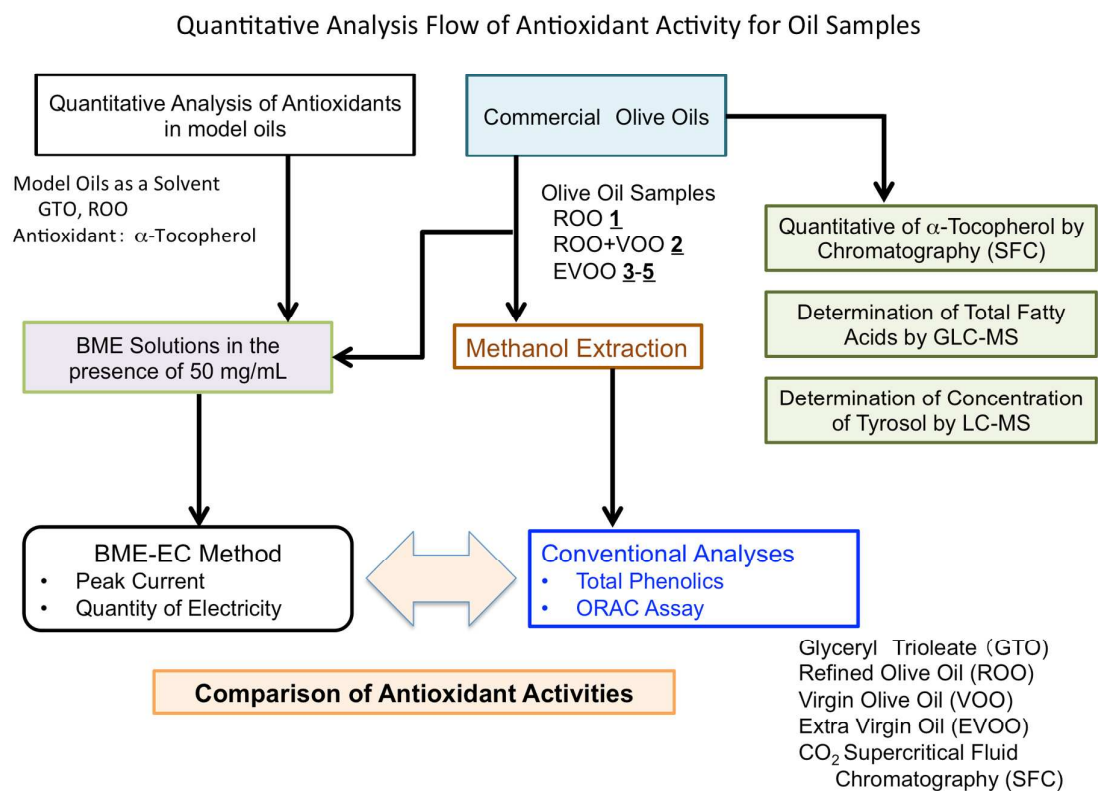 Quantitative Analysis Flow of Antioxidant Activity for Oil Samples
Quantitative Analysis of Antioxidants
in model oils
Commercial Olive Oils
Model Oils as a Solvent
GTO, ROO
Antioxidant: α-Tocopherol
Olive Oil Samples
ROO 1
ROO+VOO 2
EVOO 3-5
Quantitative of α-Tocopherol by
Chromatography (SFC)
Determination of Total Fatty
Acids by GLC-MS
Determination of Concentration
of Tyrosol by LC-MS
BME Solutions in the
presence of 50 mg/mL
Methanol Extraction
BME-EC Method
• Peak Current
• Quantity of Electricity
Conventional Analyses
• Total Phenolics
• ORAC Assay
Comparison of Antioxidant Activities
Glyceryl Trioleate (GTO)
Refined Olive Oil (ROO)
Virgin Olive Oil (VOO)
Extra Virgin Oil (EVOO)
CO₂ Supercritical Fluid
Chromatography (SFC)